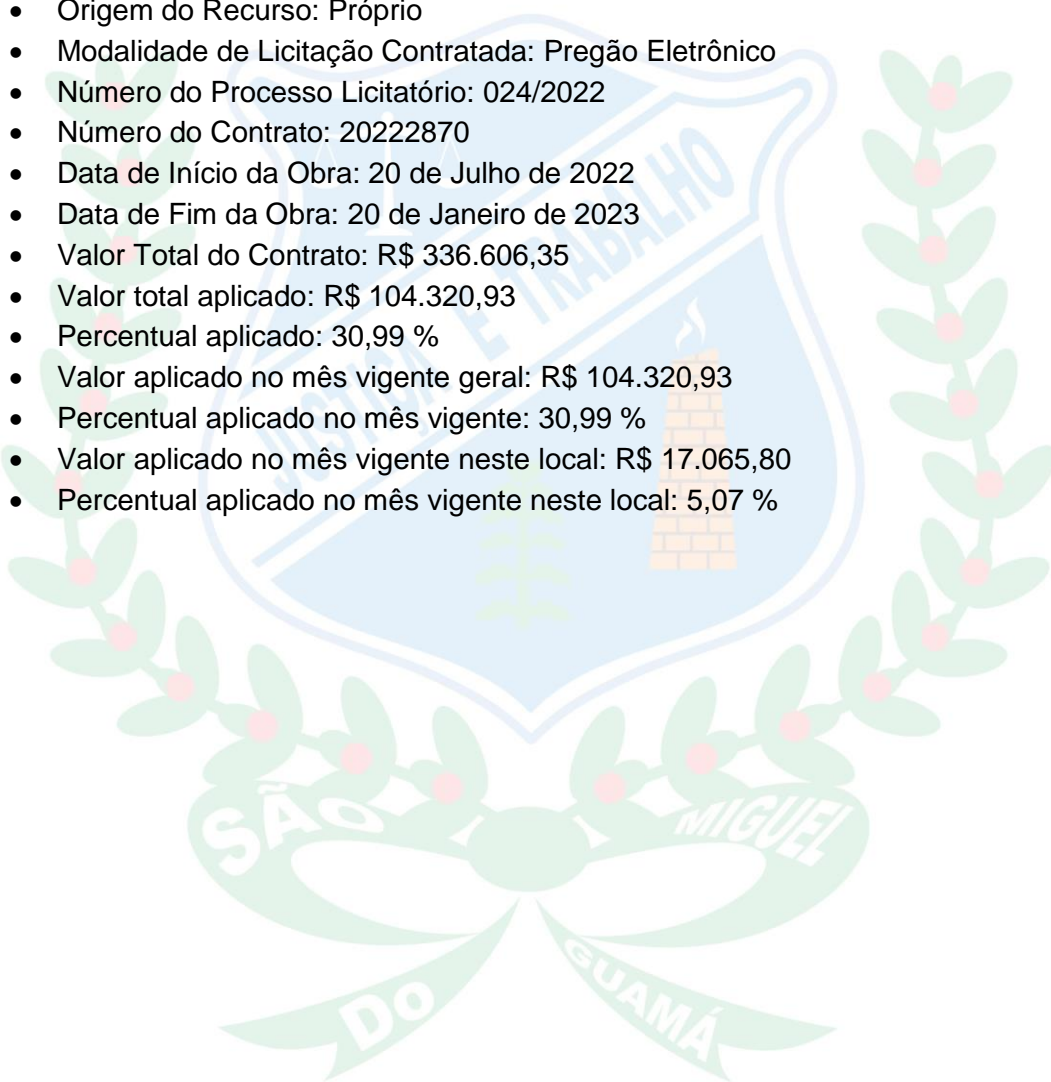 • Origem do Recurso: Próprio
• Modalidade de Licitação Contratada: Pregão Eletrônico
• Número do Processo Licitatório: 024/2022
• Número do Contrato: 20222870
• Data de Início da Obra: 20 de Julho de 2022
• Data de Fim da Obra: 20 de Janeiro de 2023
• Valor Total do Contrato: R$ 336.606,35
• Valor total aplicado: R$ 104.320,93
• Percentual aplicado: 30,99 %
• Valor aplicado no mês vigente geral: R$ 104.320,93
• Percentual aplicado no mês vigente: 30,99 %
• Valor aplicado no mês vigente neste local: R$ 17.065,80
• Percentual aplicado no mês vigente neste local: 5,07 %
JUSTIÇA E TRABALHO
SÃO MIGUEL
DO GUAMÁ